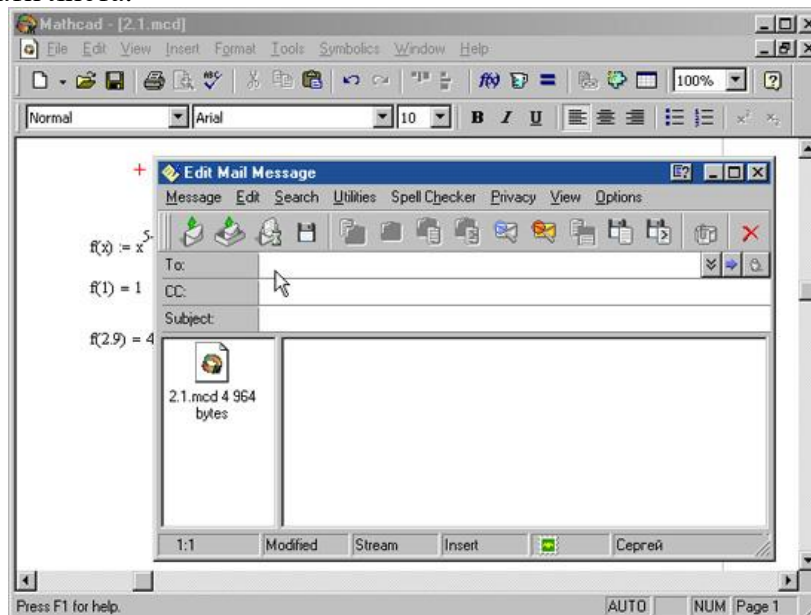 Mathcad - [2.1.mcd]
File Edit View Insert Format Tools Symbolics Window Help
100%
Normal Arial 10 B I U
Edit Mail Message
Message Edit Search Utilities Spell Checker Privacy View Options
f(x) := x^5-
To:
f(1) = 1
CC:
Subject:
f(2.9) = 4
2.1.mcd 4 964
bytes
1:1 Modified Stream Insert Сергей
Press F1 for help. AUTO NUM Page 1